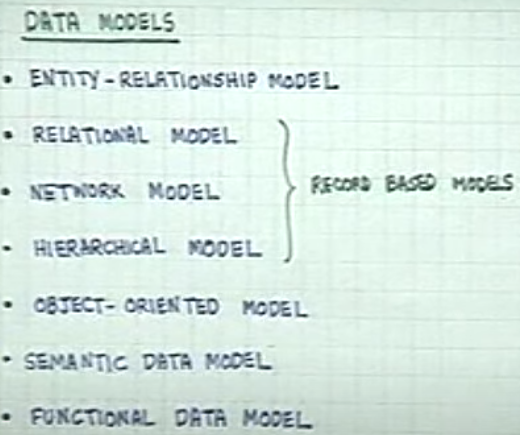 DATA MODELS
• ENTITY-RELATIONSHIP MODEL
• RELATIONAL MODEL
• NETWORK MODEL
RECORD BASED MODELS
• HIERARCHICAL MODEL
• OBJECT-ORIENTED MODEL
• SEMANTIC DATA MODEL
• FUNCTIONAL DATA MODEL